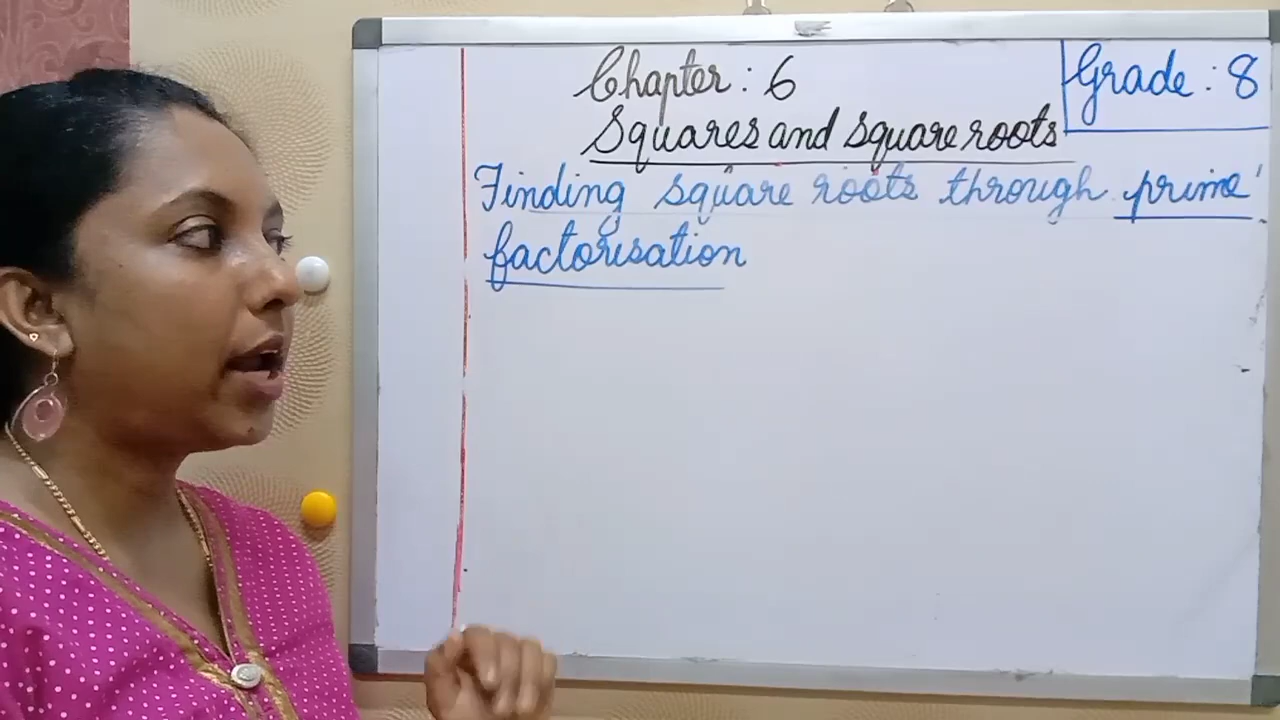 Chapter : 6
Grade : 8
Squares and square roots
Finding square roots through prime
factorisation